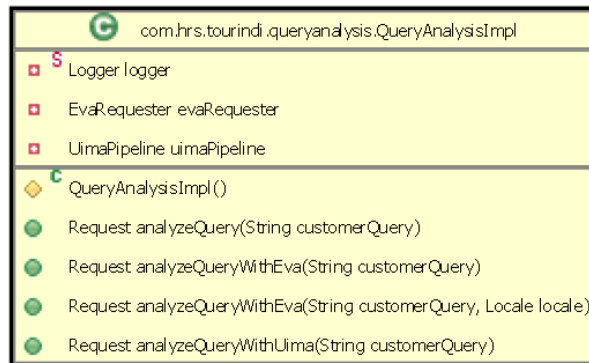 C com.hrs.tourindi.queryanalysis.QueryAnalysisImpl
S Logger logger
EvaRequester evaRequester
UimaPipeline uimaPipeline
C QueryAnalysisImpl()
Request analyzeQuery(String customerQuery)
Request analyzeQueryWithEva(String customerQuery)
Request analyzeQueryWithEva(String customerQuery, Locale locale)
Request analyzeQueryWithUima(String customerQuery)